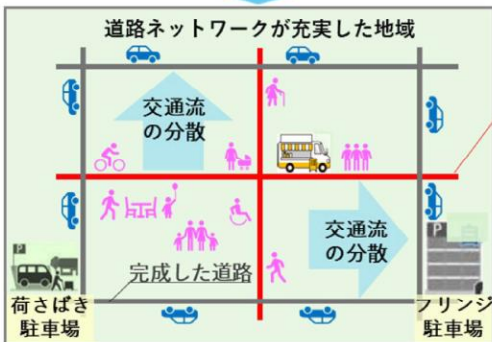 道路ネットワークが充実した地域
交通流
の分散
交通流
の分散
完成した道路
P
荷さばき
駐車場
P
フリンジ
駐車場